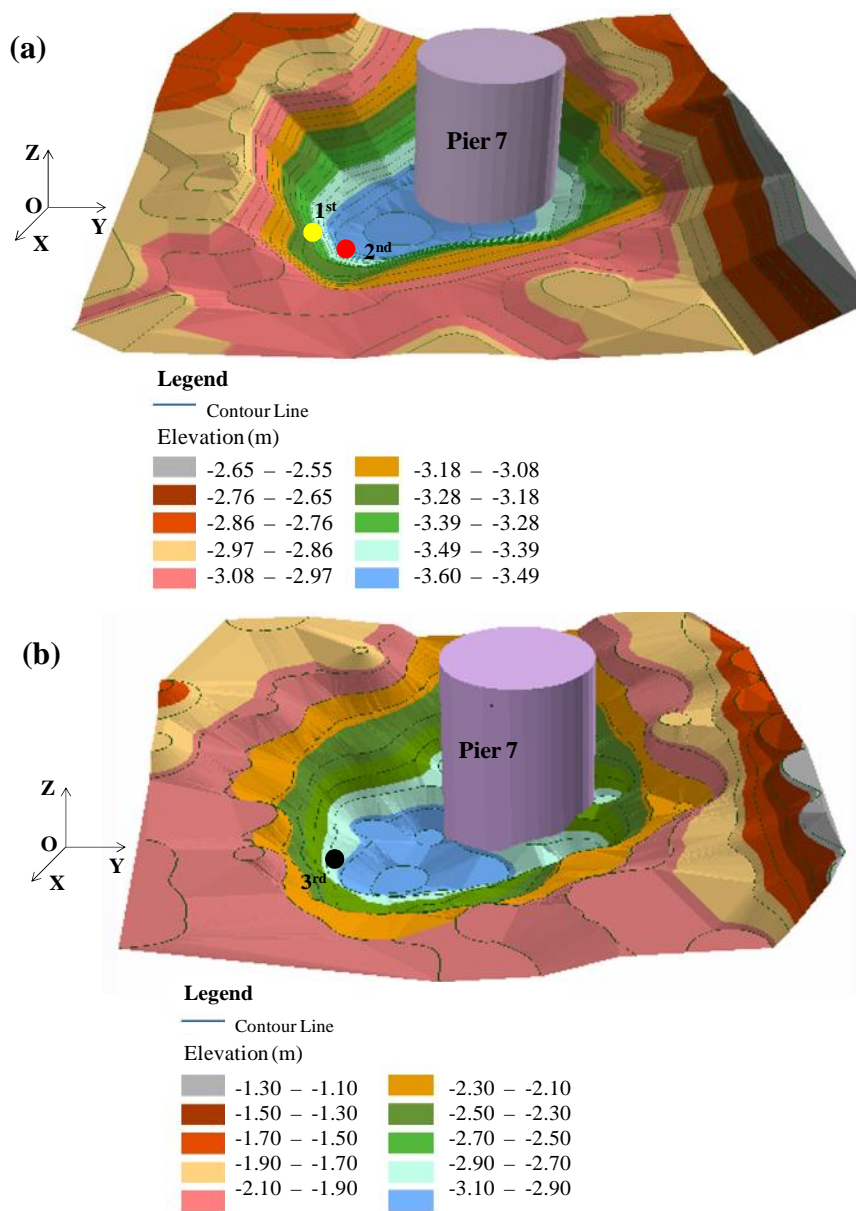 (a)
Pier 7
Z
O
Y
X
1st
2nd
Legend
Contour Line
Elevation (m)
-2.65 – -2.55
-3.18 – -3.08
-2.76 – -2.65
-3.28 – -3.18
-2.86 – -2.76
-3.39 – -3.28
-2.97 – -2.86
-3.49 – -3.39
-3.08 – -2.97
-3.60 – -3.49
(b)
Pier 7
Z
O
Y
X
3rd
Legend
Contour Line
Elevation (m)
-1.30 – -1.10
-2.30 – -2.10
-1.50 – -1.30
-2.50 – -2.30
-1.70 – -1.50
-2.70 – -2.50
-1.90 – -1.70
-2.90 – -2.70
-2.10 – -1.90
-3.10 – -2.90